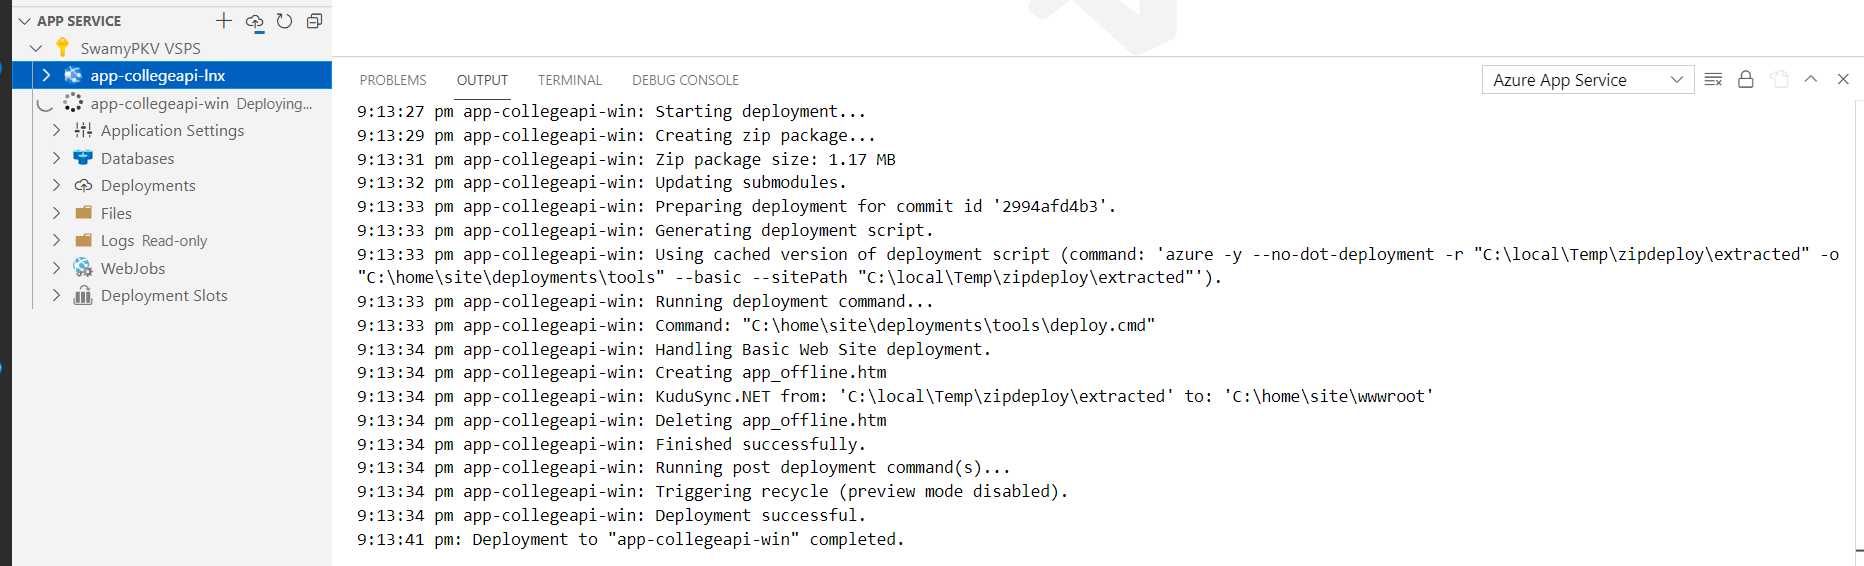 APP SERVICE
SwamyPKV VSPS
app-collegeapi-lnx
app-collegeapi-win Deploying...
Application Settings
Databases
Deployments
Files
Logs Read-only
WebJobs
Deployment Slots
PROBLEMS OUTPUT TERMINAL DEBUG CONSOLE
Azure App Service
9:13:27 pm app-collegeapi-win: Starting deployment...
9:13:29 pm app-collegeapi-win: Creating zip package...
9:13:31 pm app-collegeapi-win: Zip package size: 1.17 MB
9:13:32 pm app-collegeapi-win: Updating submodules.
9:13:33 pm app-collegeapi-win: Preparing deployment for commit id '2994afd4b3'.
9:13:33 pm app-collegeapi-win: Generating deployment script.
9:13:33 pm app-collegeapi-win: Using cached version of deployment script (command: 'azure -y --no-dot-deployment -r "C:\local\Temp\zipdeploy\extracted" -o
"C:\home\site\deployments\tools" --basic --sitePath "C:\local\Temp\zipdeploy\extracted"').
9:13:33 pm app-collegeapi-win: Running deployment command...
9:13:33 pm app-collegeapi-win: Command: "C:\home\site\deployments\tools\deploy.cmd"
9:13:34 pm app-collegeapi-win: Handling Basic Web Site deployment.
9:13:34 pm app-collegeapi-win: Creating app_offline.htm
9:13:34 pm app-collegeapi-win: KuduSync.NET from: 'C:\local\Temp\zipdeploy\extracted' to: 'C:\home\site\wwwroot'
9:13:34 pm app-collegeapi-win: Deleting app_offline.htm
9:13:34 pm app-collegeapi-win: Finished successfully.
9:13:34 pm app-collegeapi-win: Running post deployment command(s)...
9:13:34 pm app-collegeapi-win: Triggering recycle (preview mode disabled).
9:13:34 pm app-collegeapi-win: Deployment successful.
9:13:41 pm: Deployment to "app-collegeapi-win" completed.